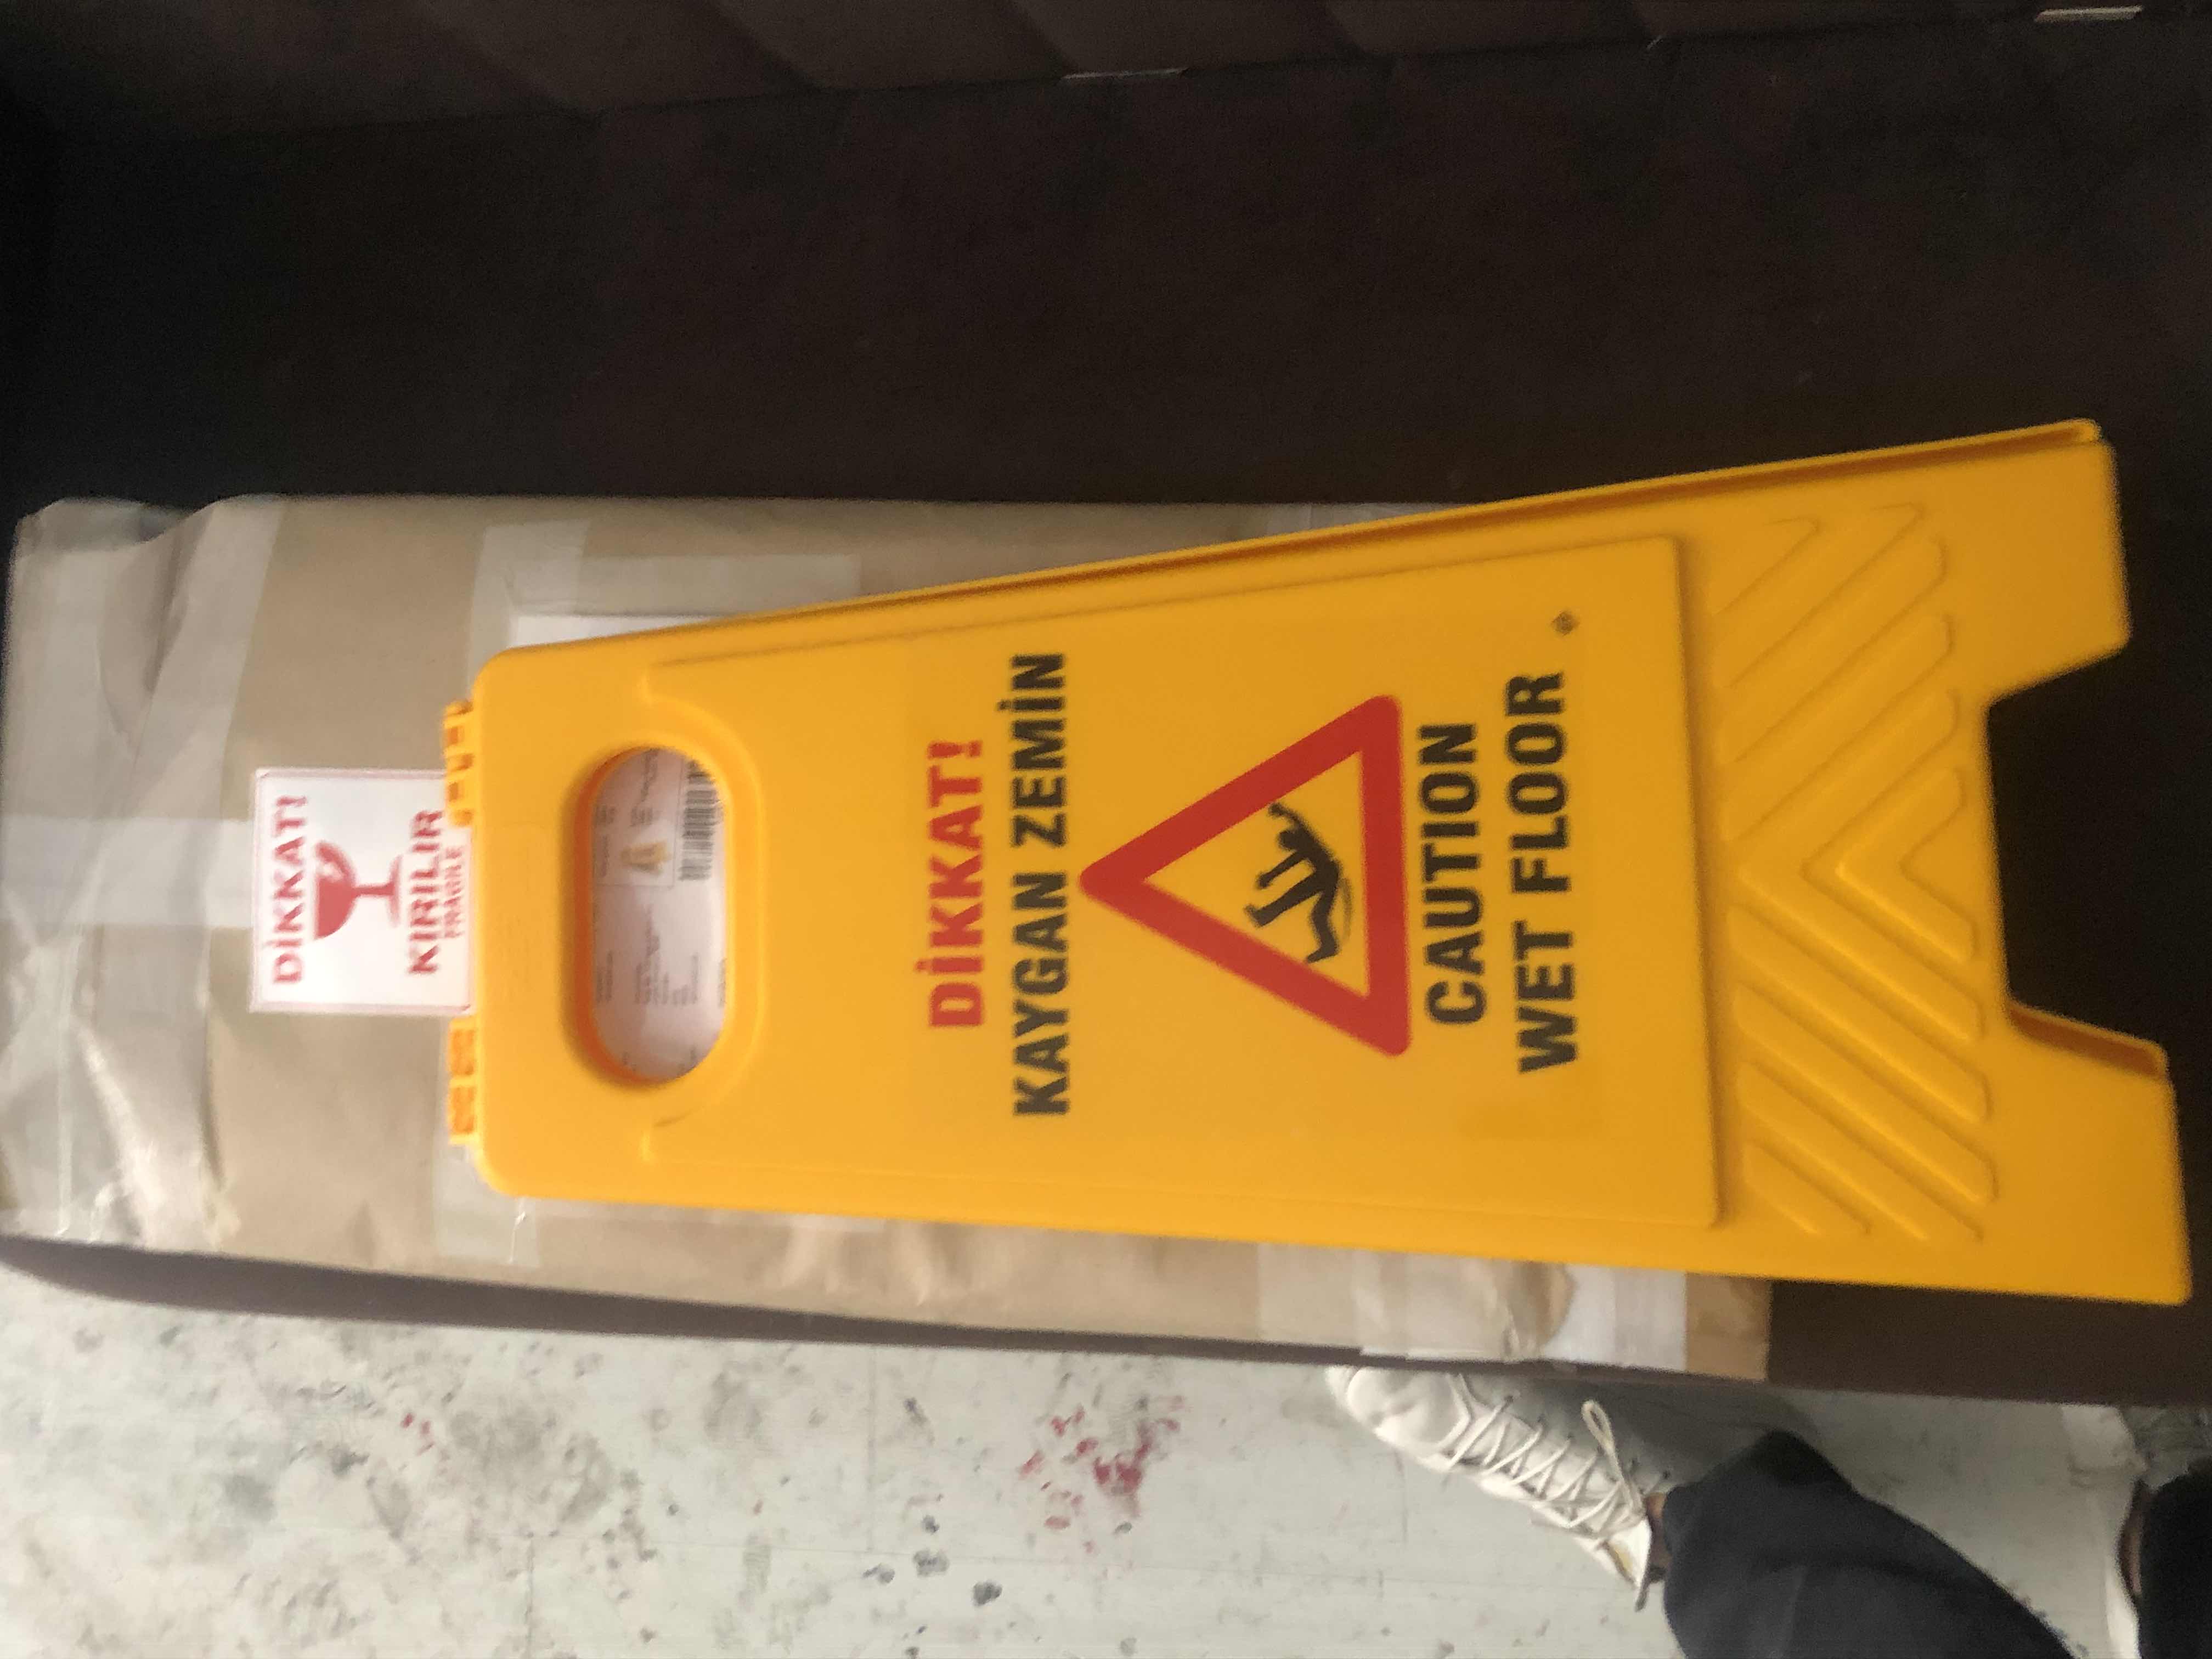 DİKKAT!
KIRILIR
FRAGILE
DİKKAT!
KAYGAN ZEMİN
CAUTION
WET FLOOR